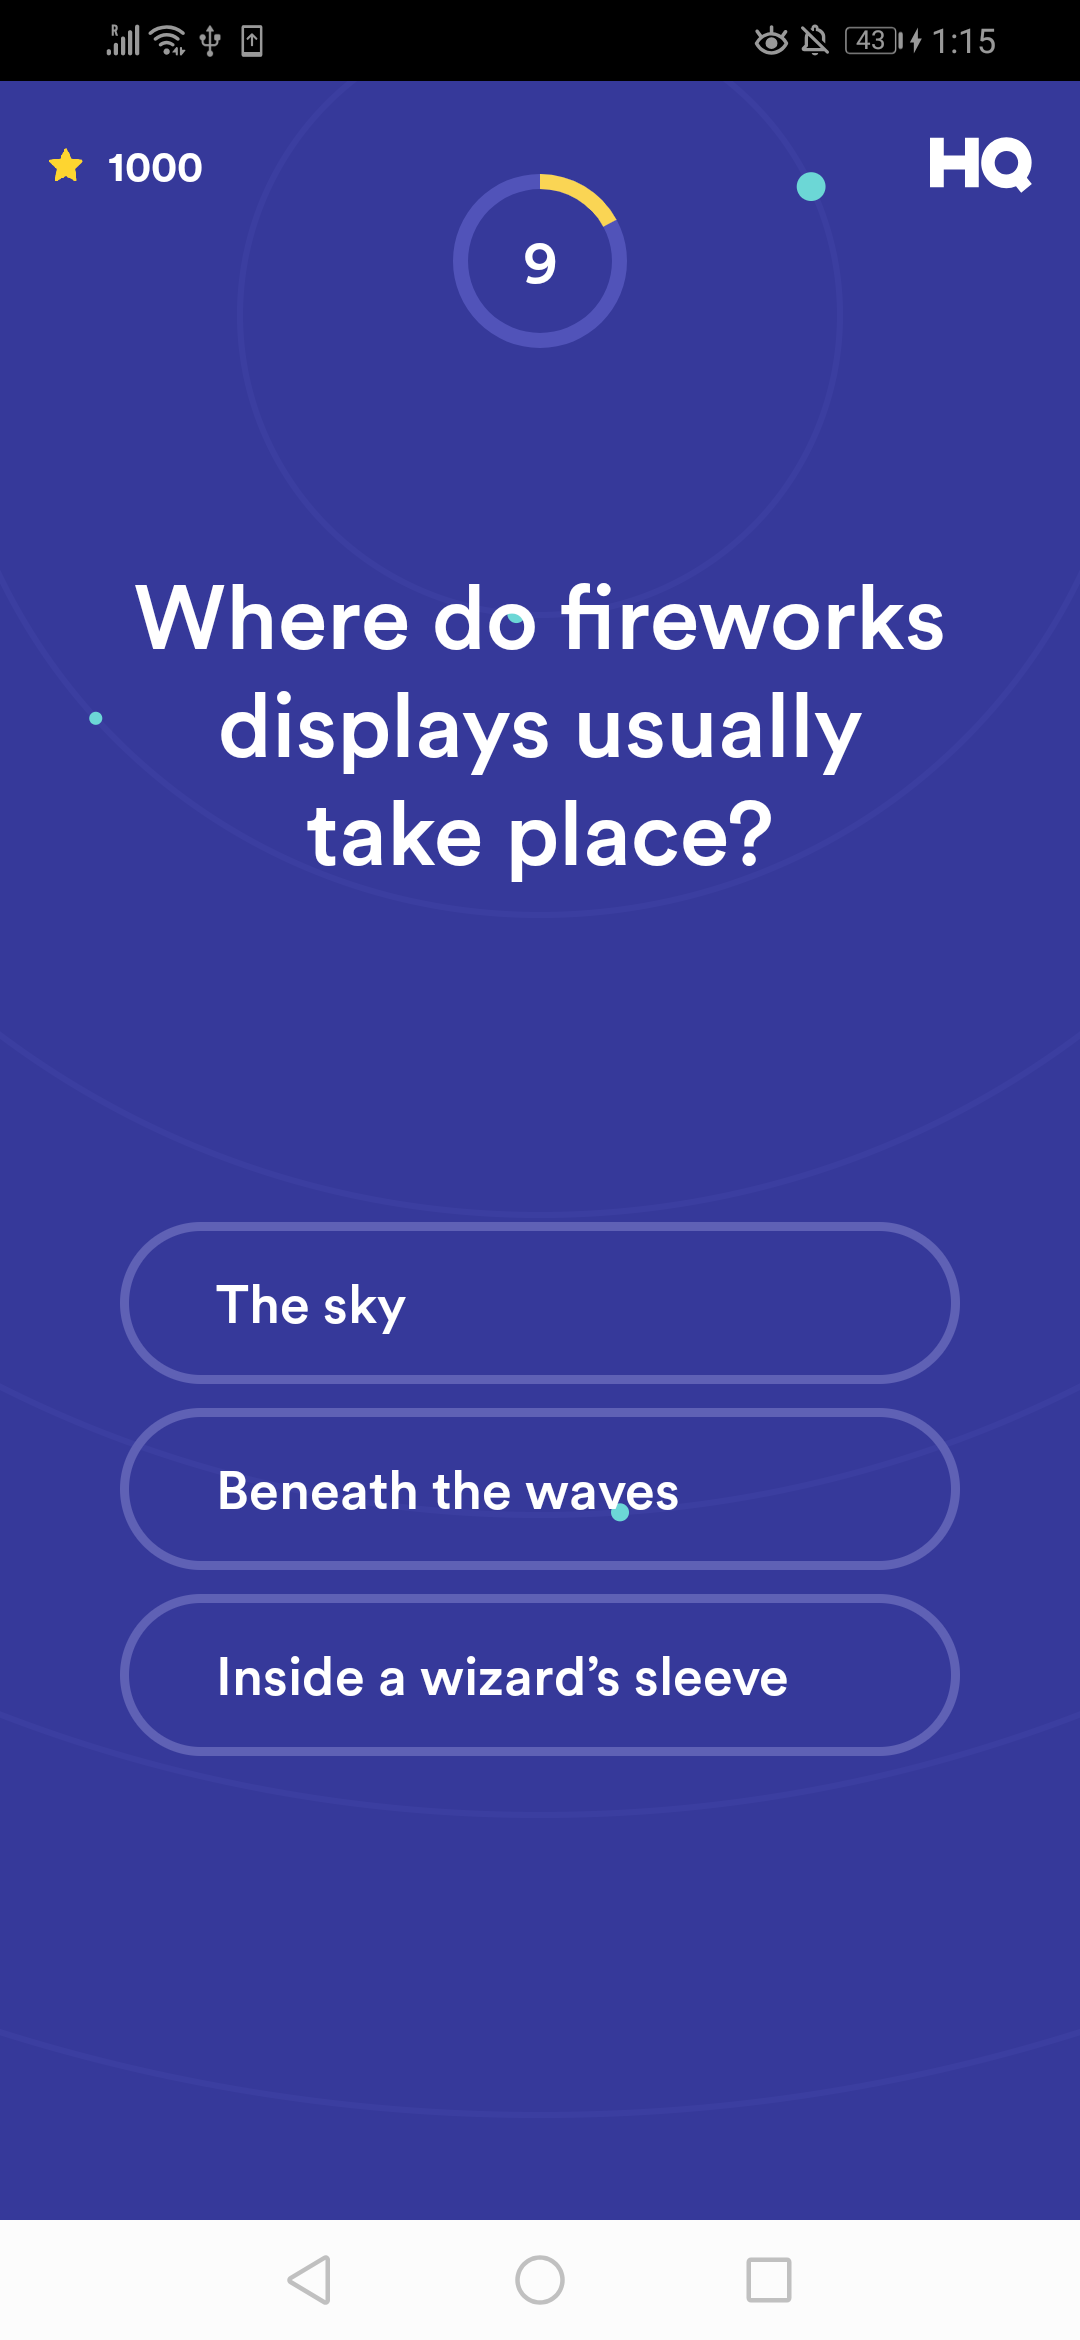 R
43
1:15
1000
HQ
9
Where do fireworks
displays usually
take place?
The sky
Beneath the waves
Inside a wizard’s sleeve